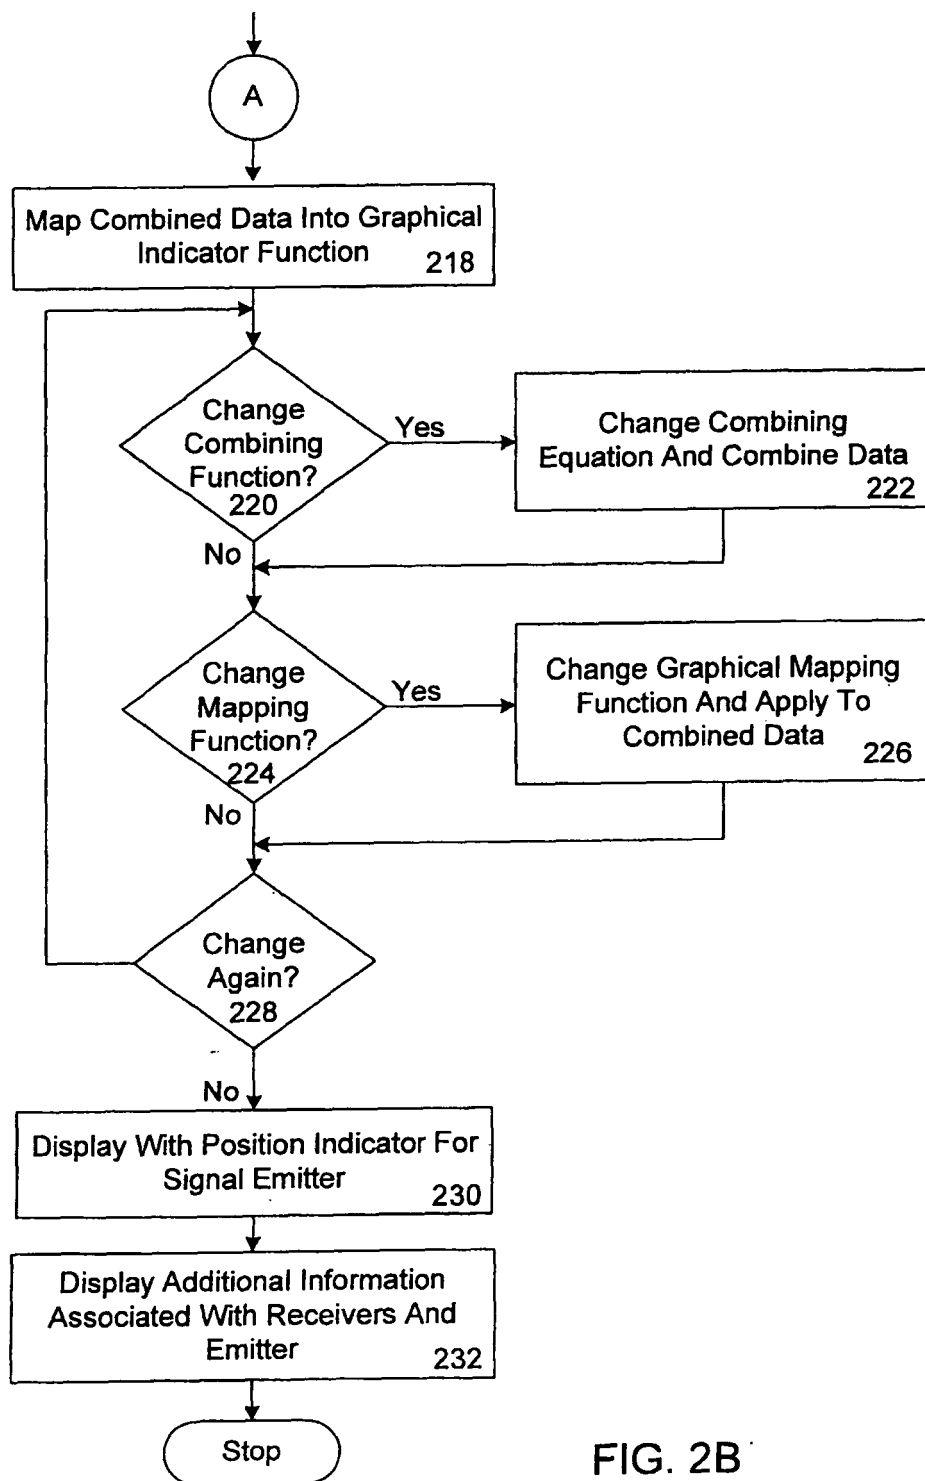 A
Map Combined Data Into Graphical
Indicator Function
218
Change
Combining
Function?
220
Yes
Change Combining
Equation And Combine Data
222
No
Change
Mapping
Function?
224
Yes
Change Graphical Mapping
Function And Apply To
Combined Data
226
No
Change
Again?
228
No
Display With Position Indicator For
Signal Emitter
230
Display Additional Information
Associated With Receivers And
Emitter
232
Stop
FIG. 2B